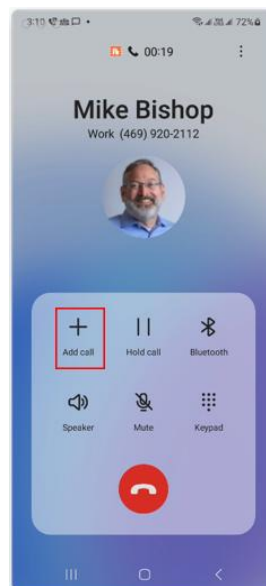 3:10
72%
00:19
Mike Bishop
Work (469) 920-2112
Add call
Hold call
Bluetooth
Speaker
Mute
Keypad